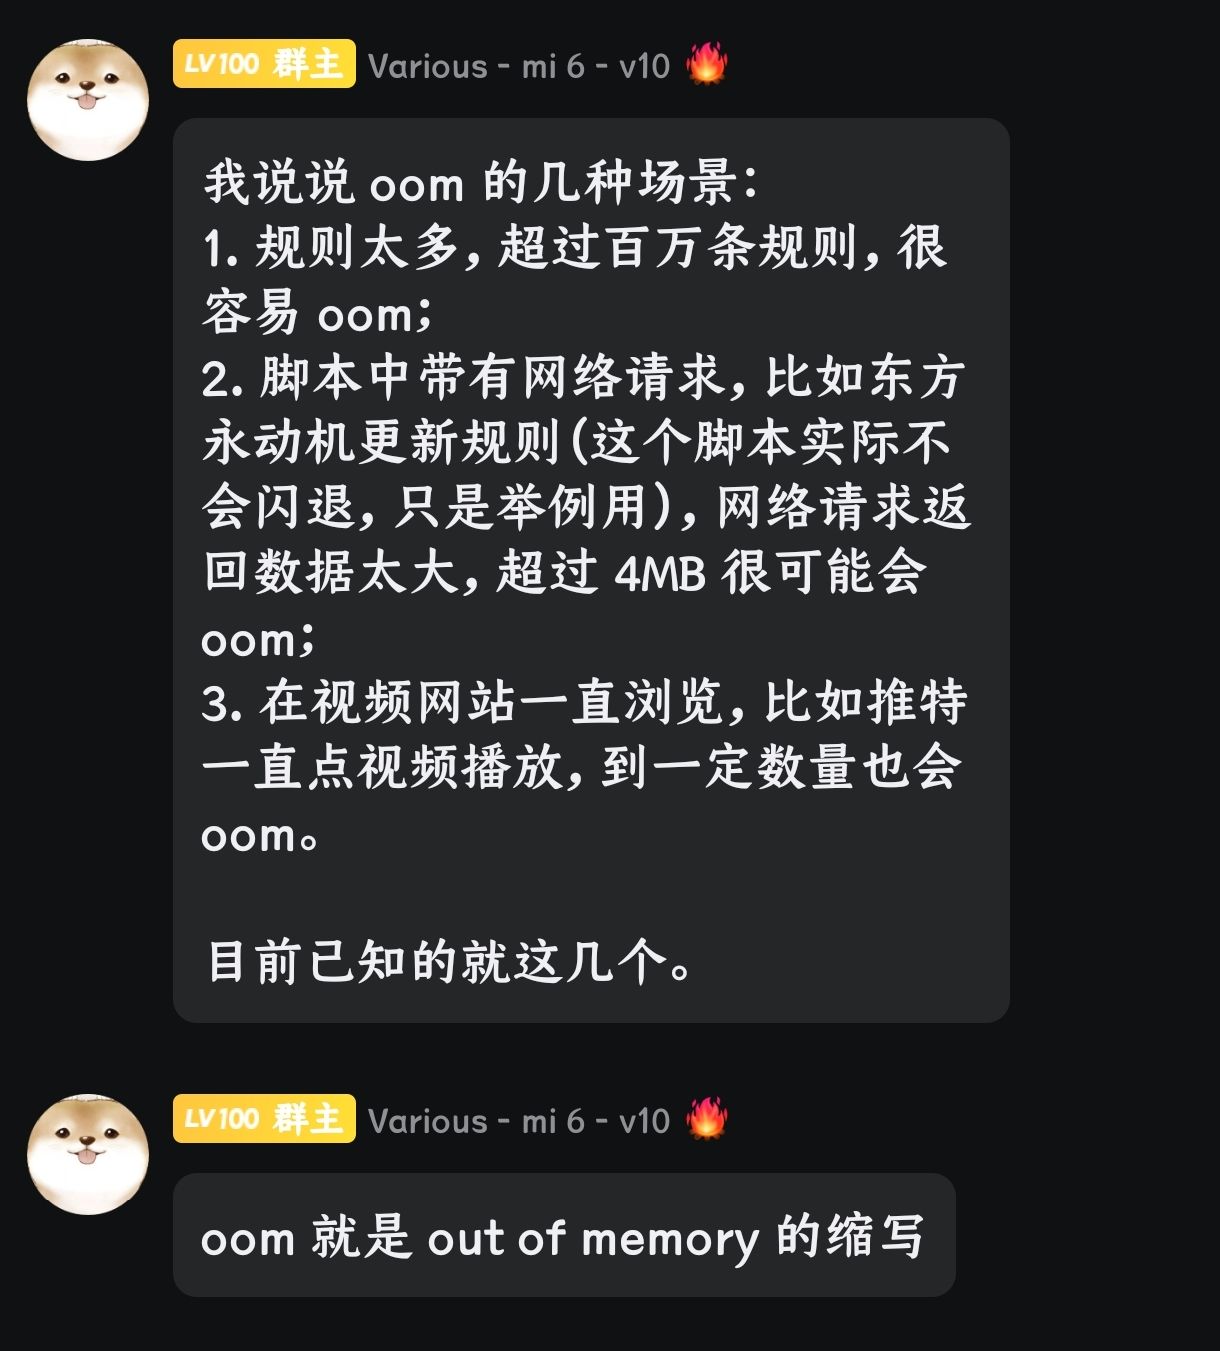 LV100 群主 Various - mi 6 - v10 🔥
我说说 oom 的几种场景：
1. 规则太多，超过百万条规则，很
容易 oom；
2. 脚本中带有网络请求，比如东方
永动机更新规则（这个脚本实际不
会闪退，只是举例用），网络请求返
回数据太大，超过 4MB 很可能会
oom；
3. 在视频网站一直浏览，比如推特
一直点视频播放，到一定数量也会
oom。
目前已知的就这几个。
LV100 群主 Various - mi 6 - v10 🔥
oom 就是 out of memory 的缩写